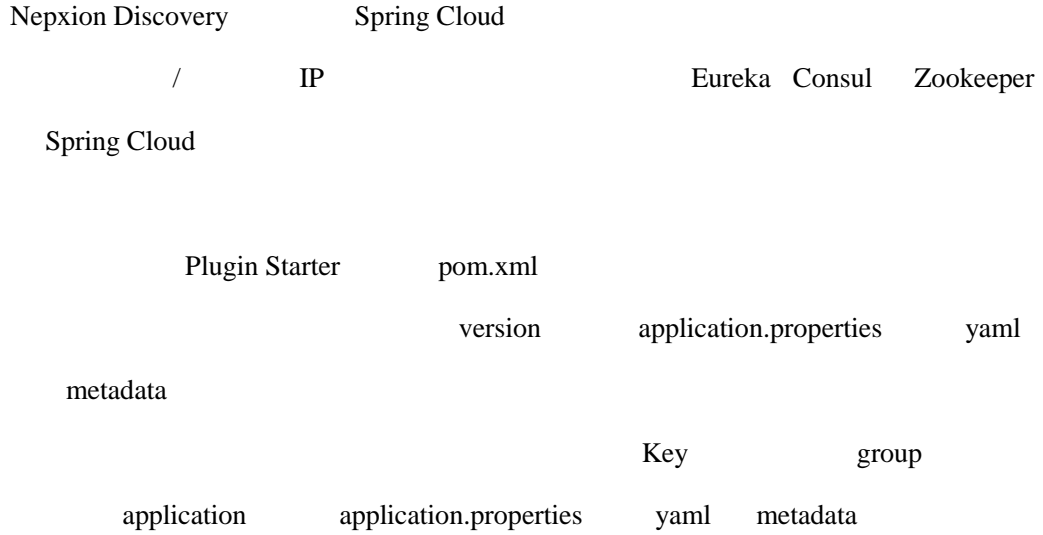 Nepxion Discovery Spring Cloud
/ IP Eureka Consul Zookeeper
Spring Cloud
Plugin Starter pom.xml
version application.properties yaml
metadata
Key group
application application.properties yaml metadata